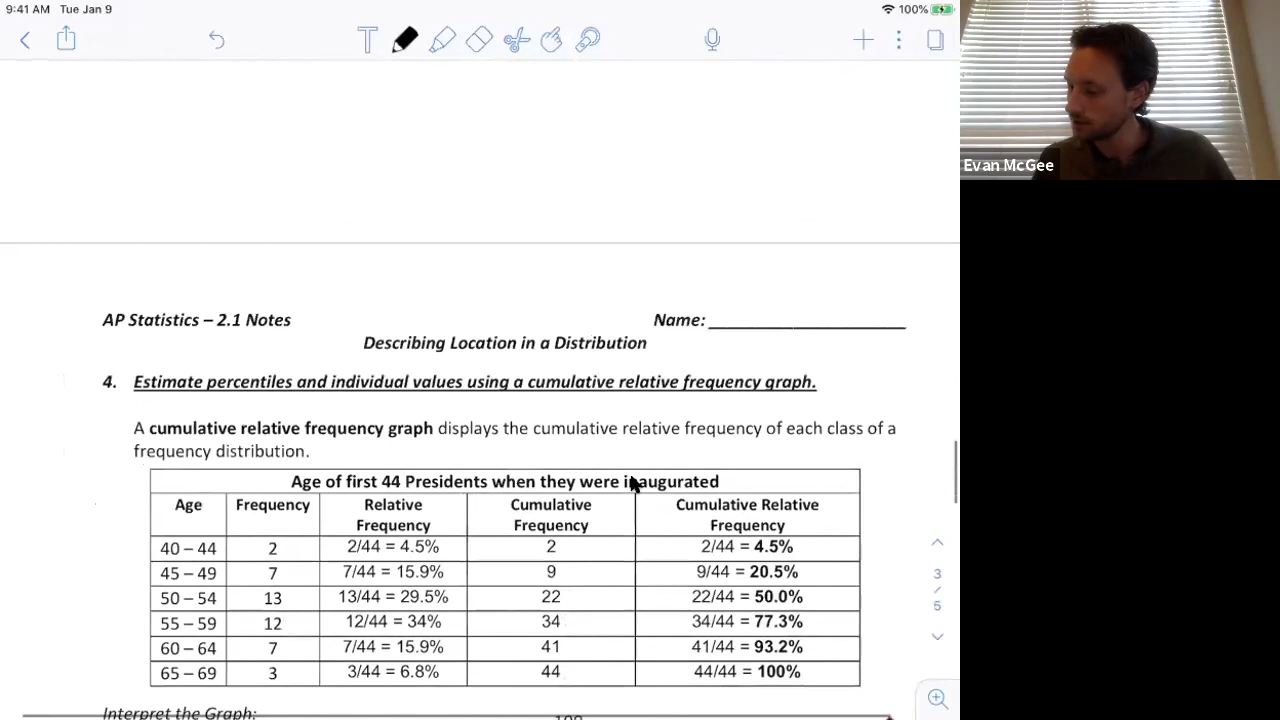 9:41 AM Tue Jan 9
100%
T
Evan McGee
AP Statistics – 2.1 Notes Name: ____________________
Describing Location in a Distribution
4. Estimate percentiles and individual values using a cumulative relative frequency graph.
A cumulative relative frequency graph displays the cumulative relative frequency of each class of a
frequency distribution.
Age of first 44 Presidents when they were inaugurated
Age Frequency Relative Frequency Cumulative Frequency Cumulative Relative Frequency
40 – 44 2 2/44 = 4.5% 2 2/44 = 4.5%
45 – 49 7 7/44 = 15.9% 9 9/44 = 20.5%
50 – 54 13 13/44 = 29.5% 22 22/44 = 50.0%
55 – 59 12 12/44 = 34% 34 34/44 = 77.3%
60 – 64 7 7/44 = 15.9% 41 41/44 = 93.2%
65 – 69 3 3/44 = 6.8% 44 44/44 = 100%
3
/
5
Interpret the Graph: